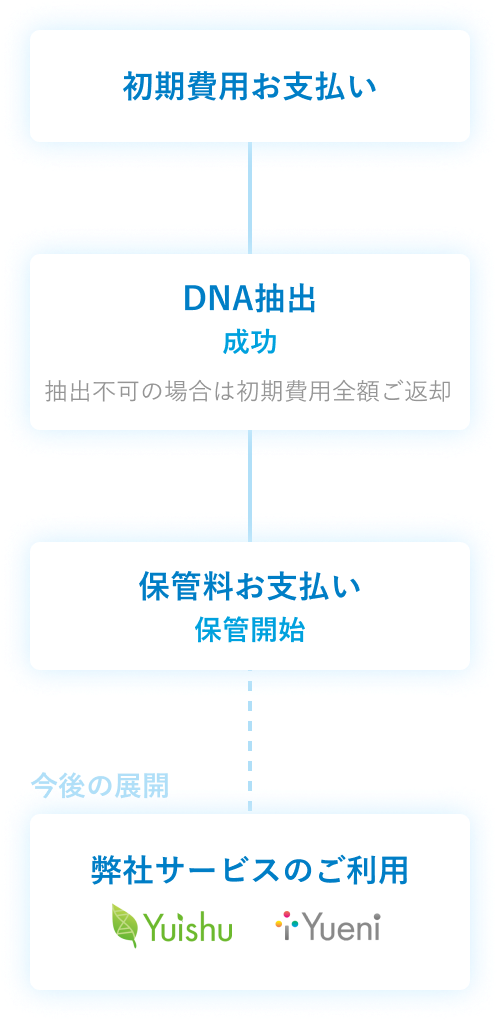 初期費用お支払い
DNA抽出
成功
抽出不可の場合は初期費用全額ご返却
保管料お支払い
保管開始
今後の展開
弊社サービスのご利用
Yuishu Yueni